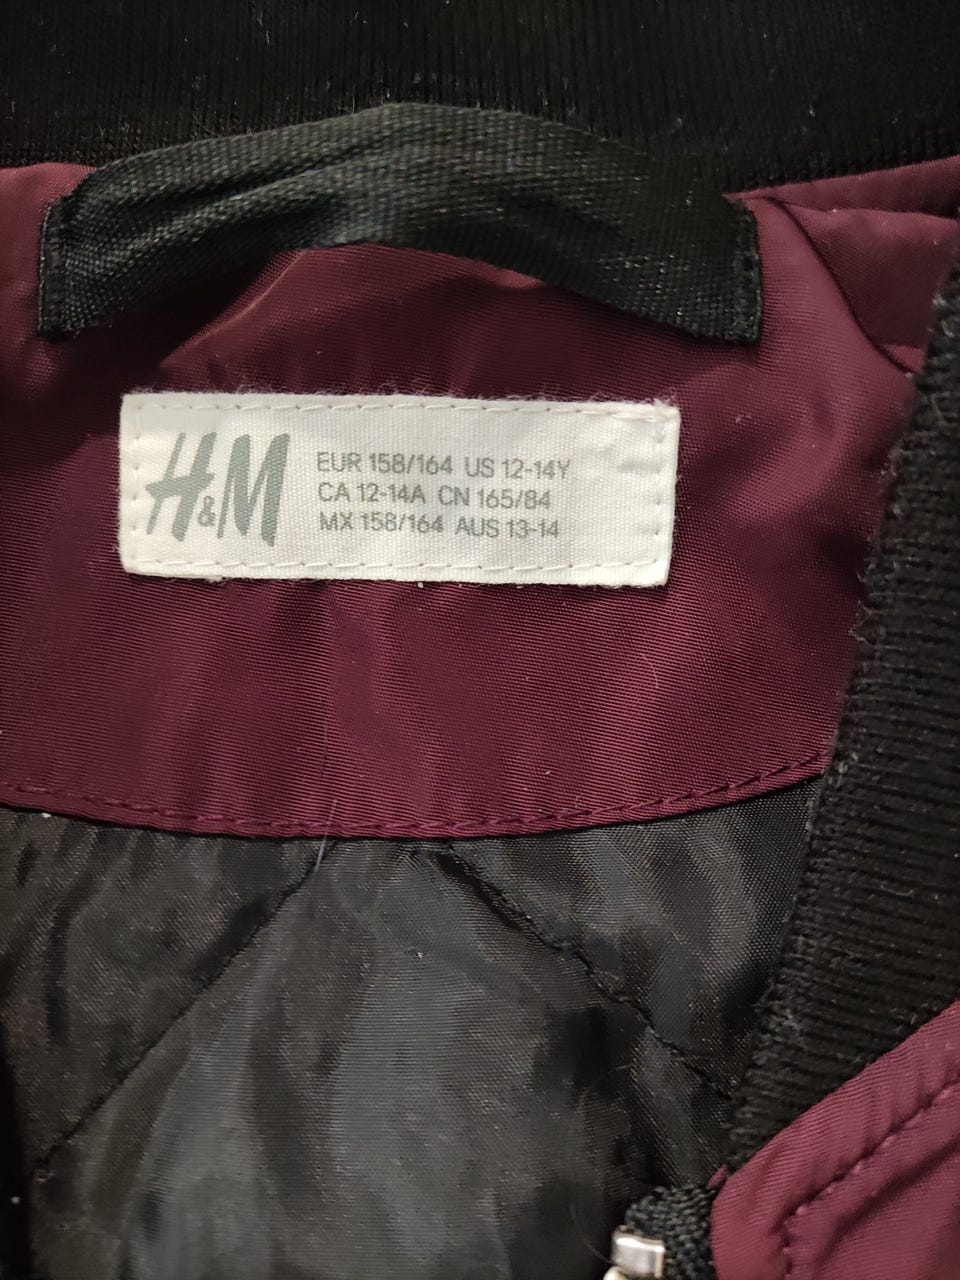 H&M
EUR 158/164 US 12-14Y
CA 12-14A CN 165/84
MX 158/164 AUS 13-14